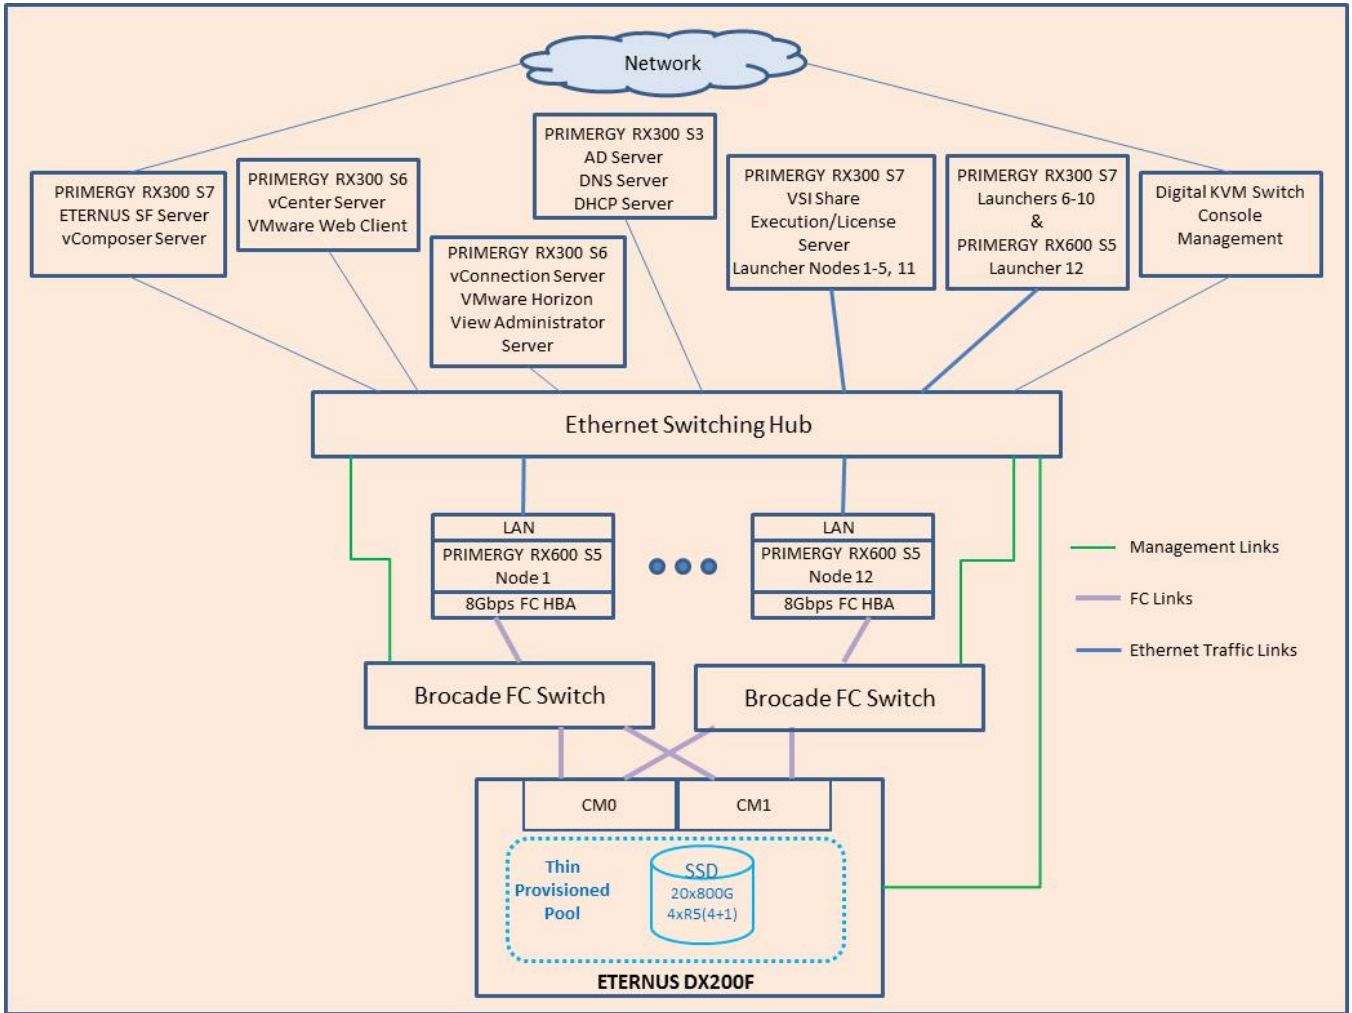 Network
PRIMERGY RX300 S7
ETERNUS SF Server
vComposer Server
PRIMERGY RX300 S6
vCenter Server
VMware Web Client
PRIMERGY RX300 S6
vConnection Server
VMware Horizon
View Administrator
Server
PRIMERGY RX300 S3
AD Server
DNS Server
DHCP Server
PRIMERGY RX300 S7
VSI Share
Execution/License
Server
Launcher Nodes 1-5, 11
PRIMERGY RX300 S7
Launchers 6-10
&
PRIMERGY RX600 S5
Launcher 12
Digital KVM Switch
Console
Management
Ethernet Switching Hub
LAN
PRIMERGY RX600 S5
Node 1
8Gbps FC HBA
LAN
PRIMERGY RX600 S5
Node 12
8Gbps FC HBA
Management Links
FC Links
Ethernet Traffic Links
Brocade FC Switch
Brocade FC Switch
CM0
CM1
Thin
Provisioned
Pool
SSD
20x800G
4xR5(4+1)
ETERNUS DX200F